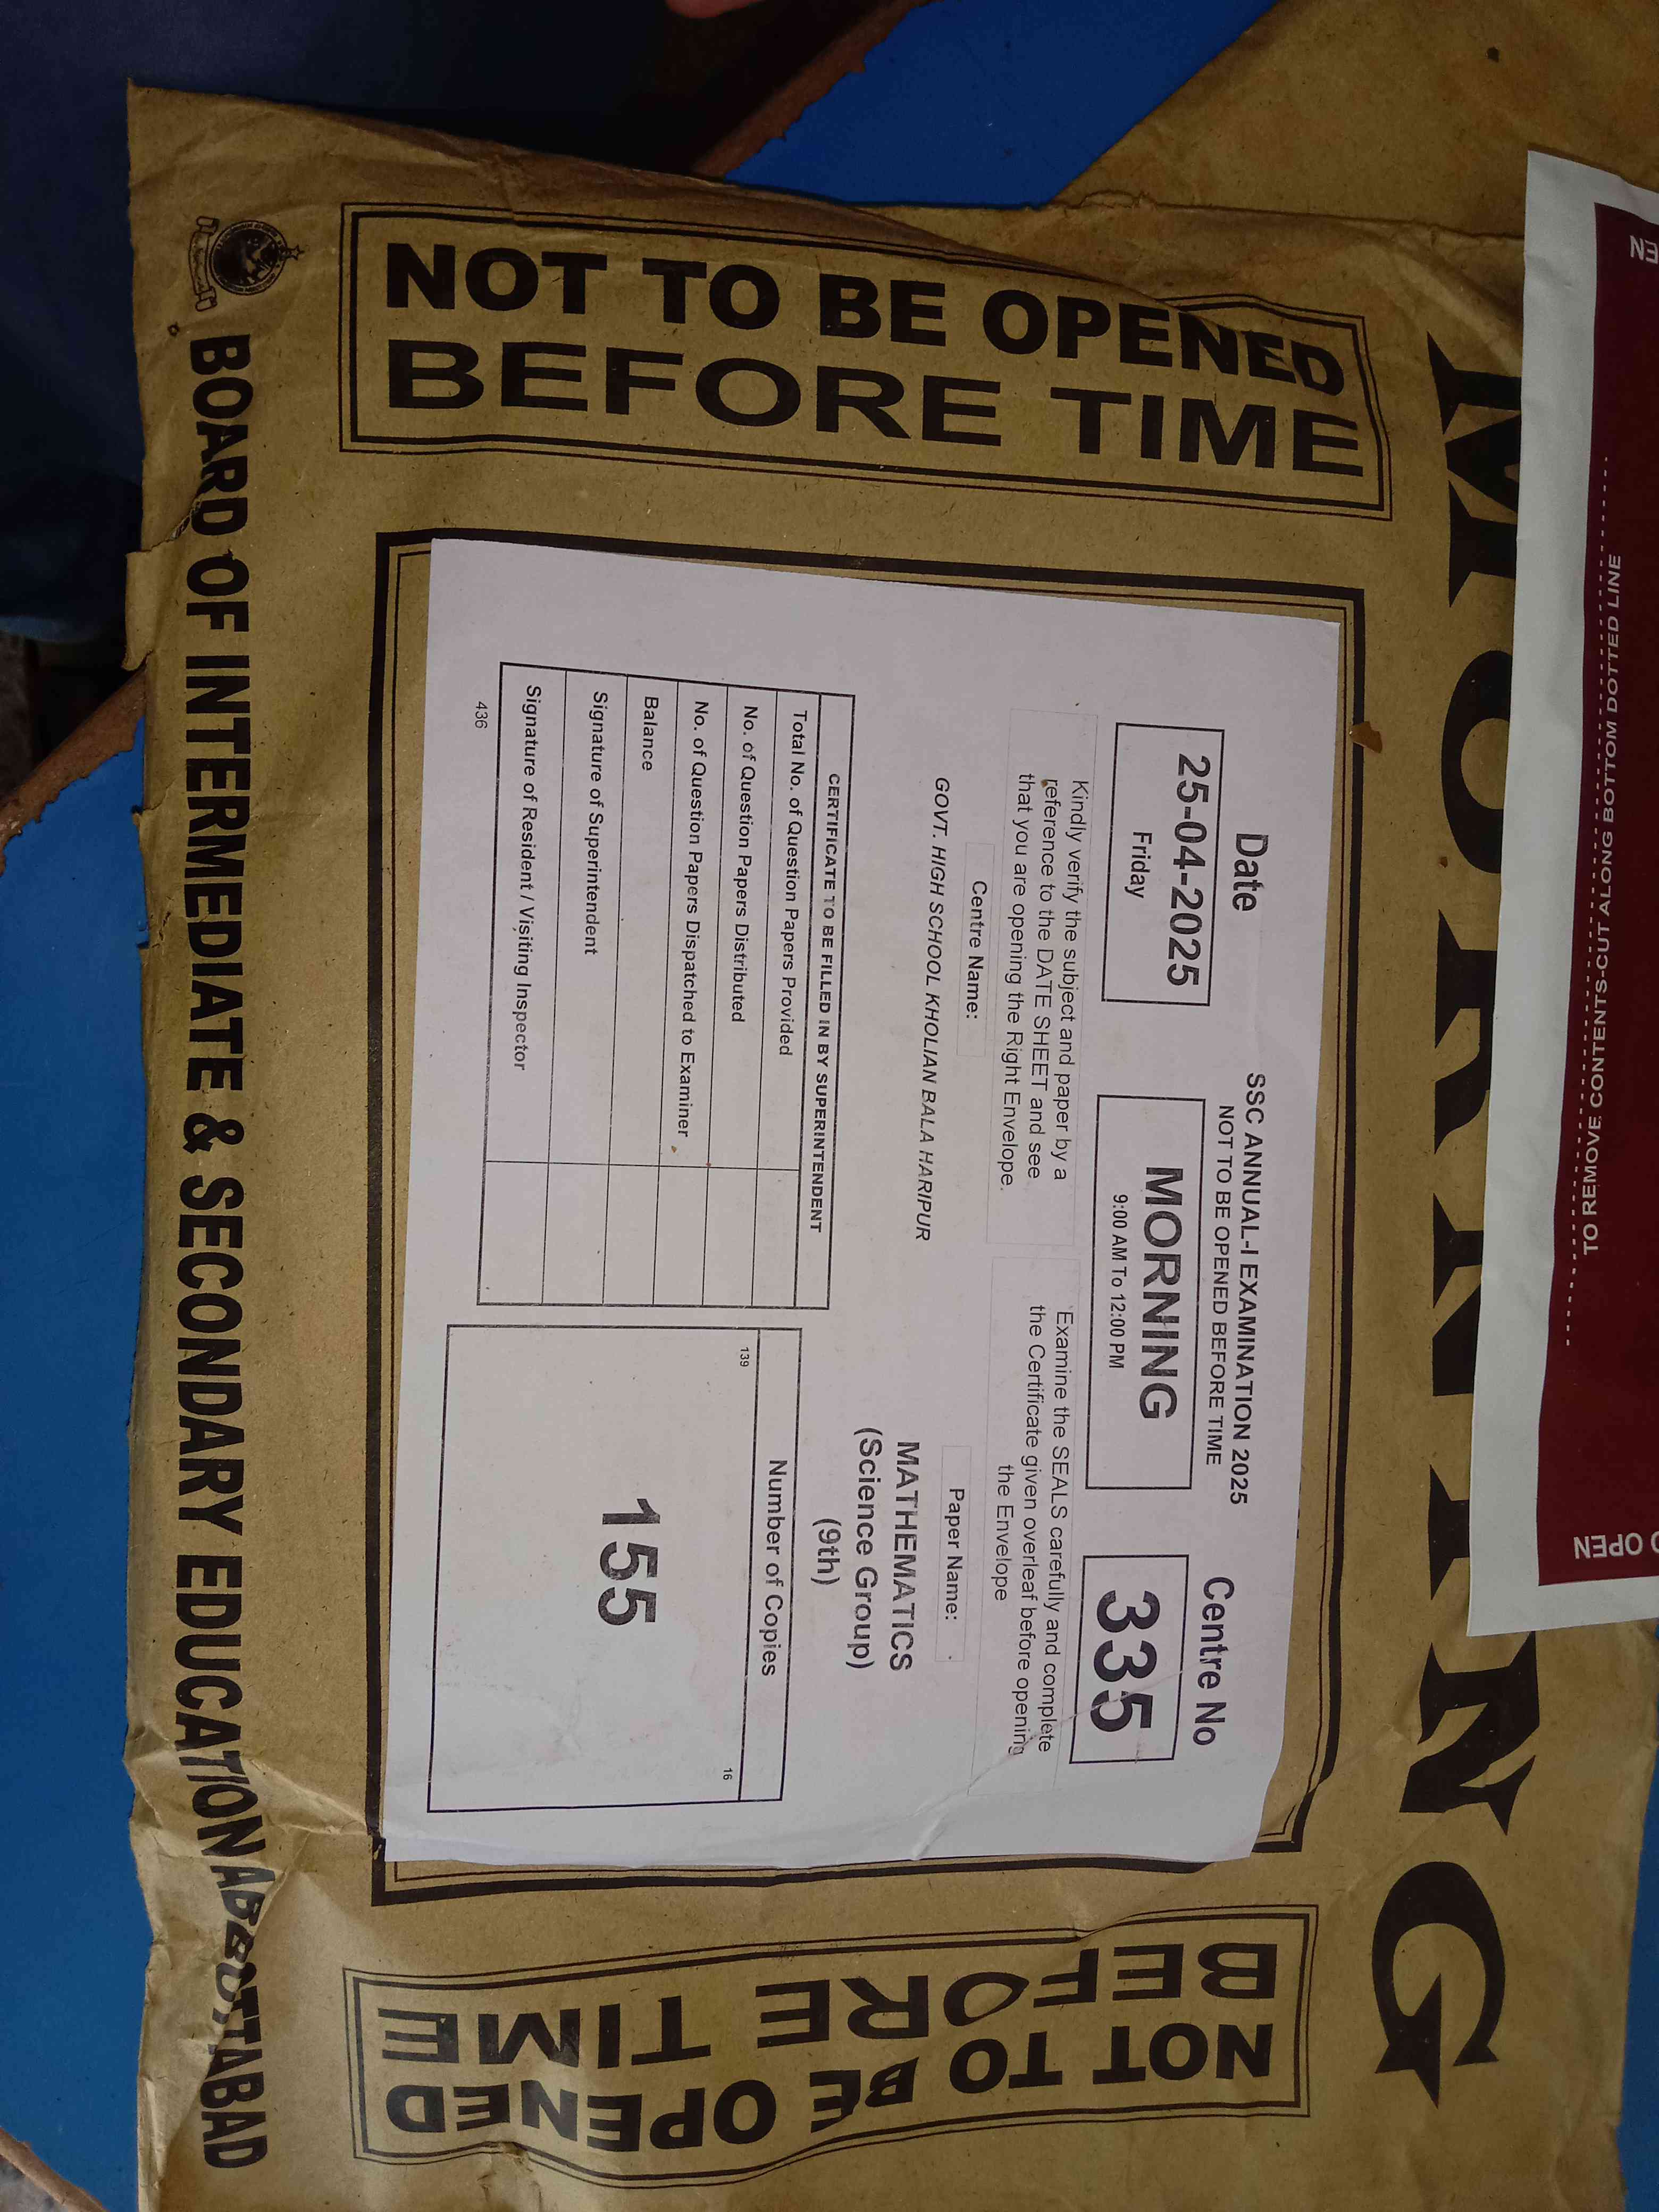 MORNING
TO REMOVE CONTENTS-CUT ALONG BOTTOM DOTTED LINE
OPEN
EN
NOT TO BE OPENED
BEFORE TIME
SSC ANNUAL-I EXAMINATION 2025
NOT TO BE OPENED BEFORE TIME
Date
25-04-2025
Friday
MORNING
9:00 AM To 12:00 PM
Centre No
335
Kindly verify the subject and paper by a
reference to the DATE SHEET and see
that you are opening the Right Envelope.
Examine the SEALS carefully and complete
the Certificate given overleaf before opening
the Envelope
Centre Name:
GOVT. HIGH SCHOOL KHOLIAN BALA HARIPUR
Paper Name:
MATHEMATICS
(Science Group)
(9th)
CERTIFICATE TO BE FILLED IN BY SUPERINTENDENT
Total No. of Question Papers Provided
No. of Question Papers Distributed
No. of Question Papers Dispatched to Examiner
Balance
Signature of Superintendent
Signature of Resident / Visiting Inspector
436
Number of Copies
139
16
155
NOT TO BE OPENED
BEFORE TIME
BOARD OF INTERMEDIATE & SECONDARY EDUCATION ABBOTTABAD